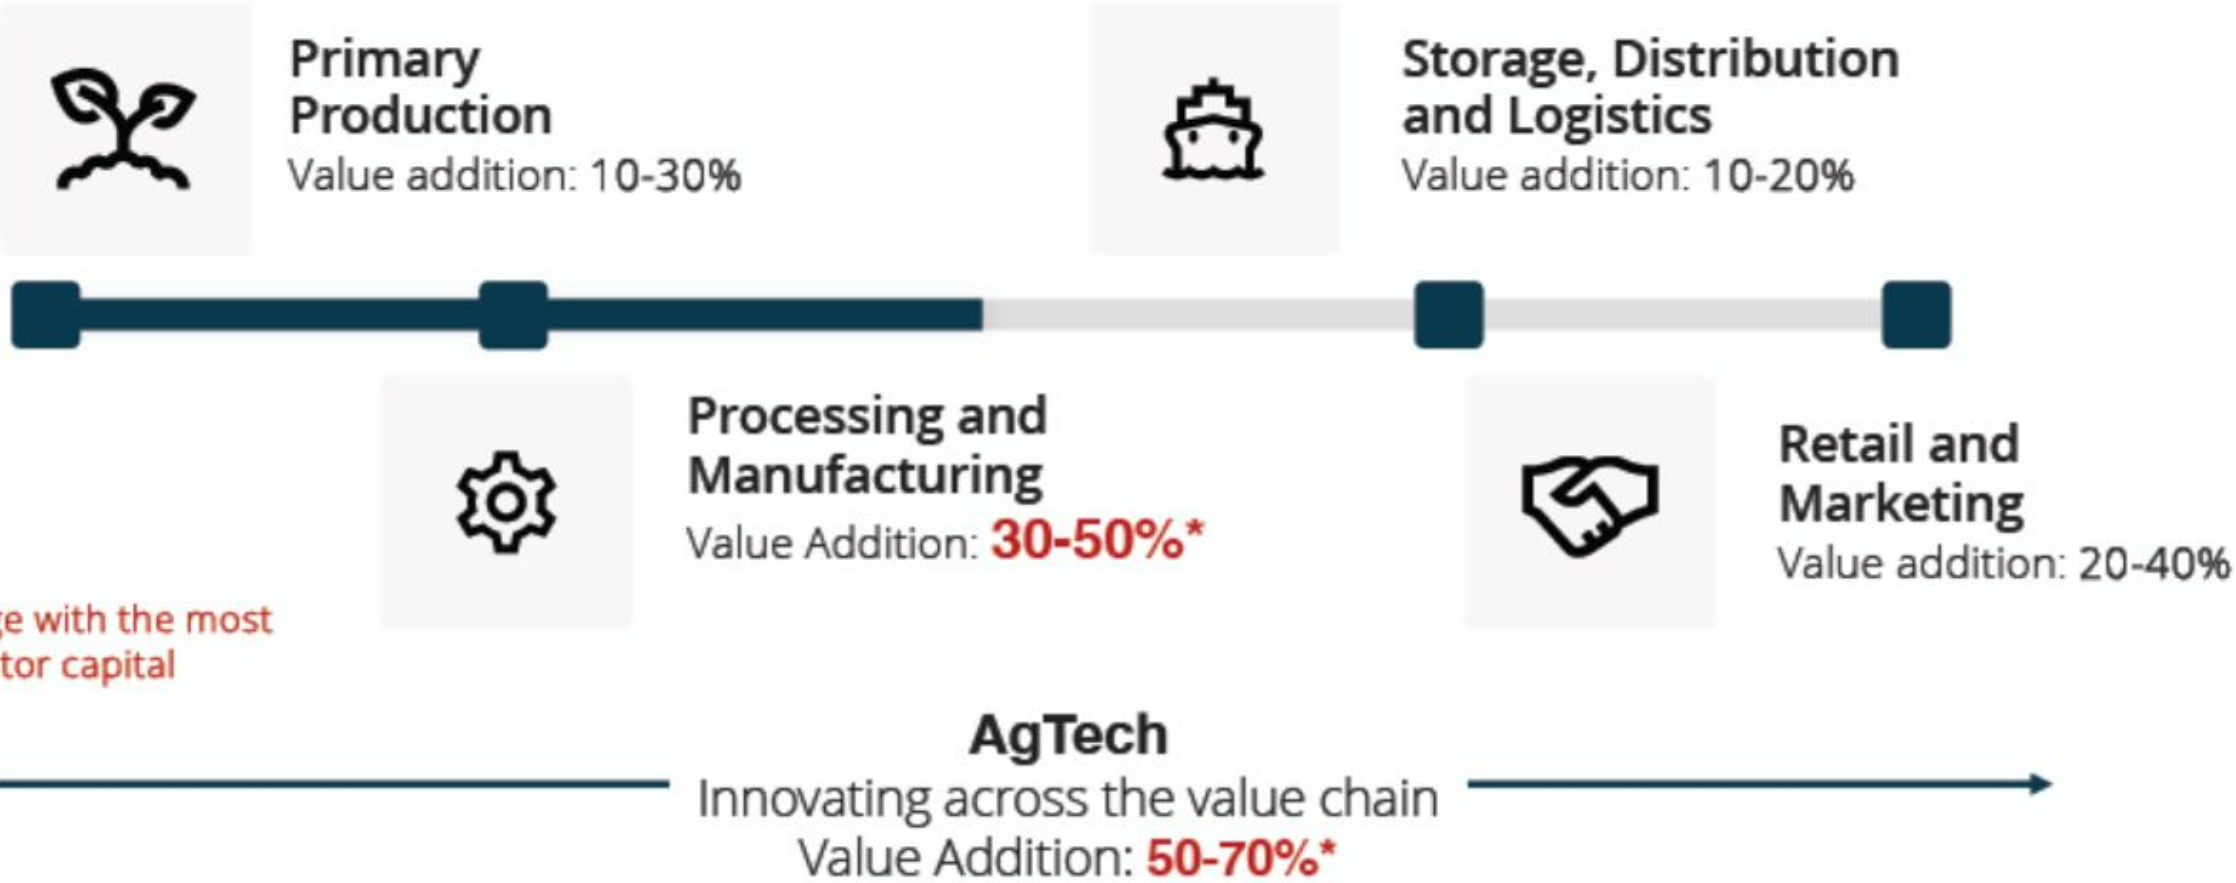 Primary
Production
Value addition: 10-30%
Storage, Distribution
and Logistics
Value addition: 10-20%
Processing and
Manufacturing
Value Addition: 30-50%*
Retail and
Marketing
Value addition: 20-40%
with the most
capital
AgTech
Innovating across the value chain
Value Addition: 50-70%*